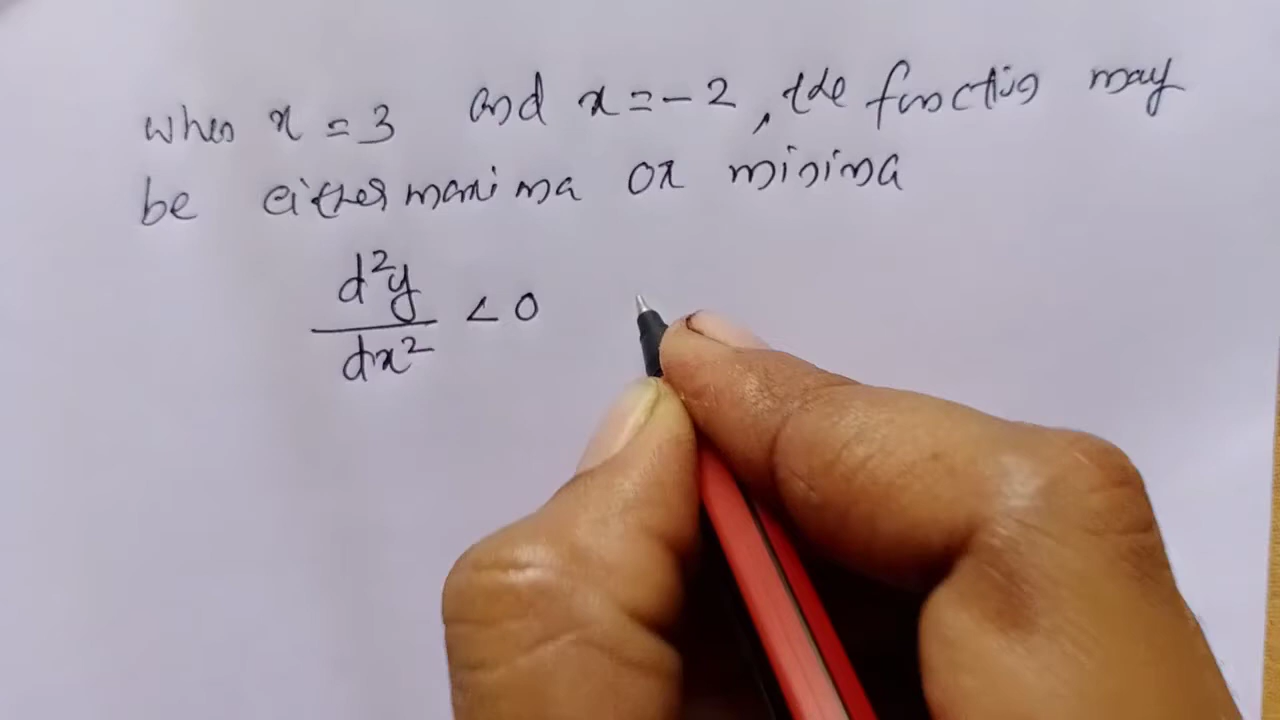 when x = 3 and x = -2, the function may
be either maxima or minima
d²y/dx² < 0